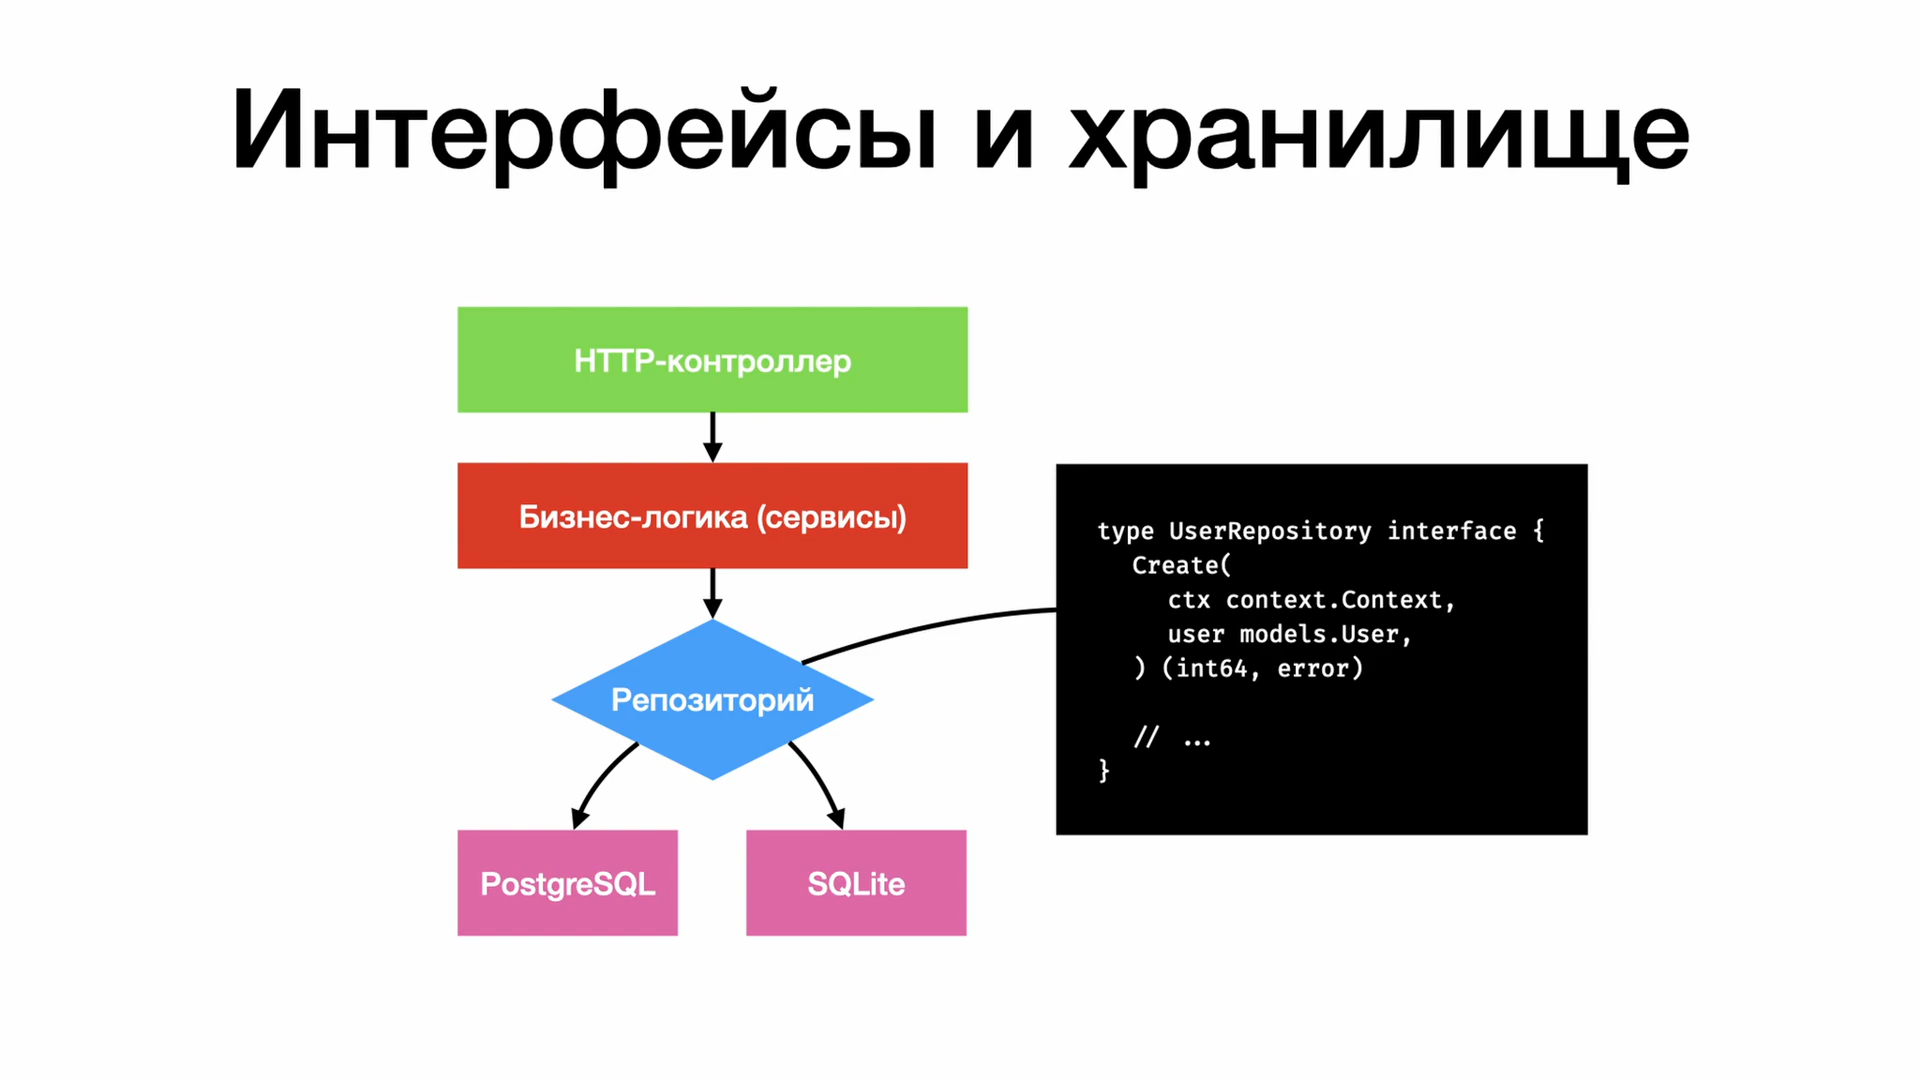 Интерфейсы и хранилище
HTTP-контроллер
Бизнес-логика (сервисы)
Репозиторий
PostgreSQL
SQLite
type UserRepository interface {
Create(
ctx context.Context,
user models.User,
) (int64, error)
// ...
}